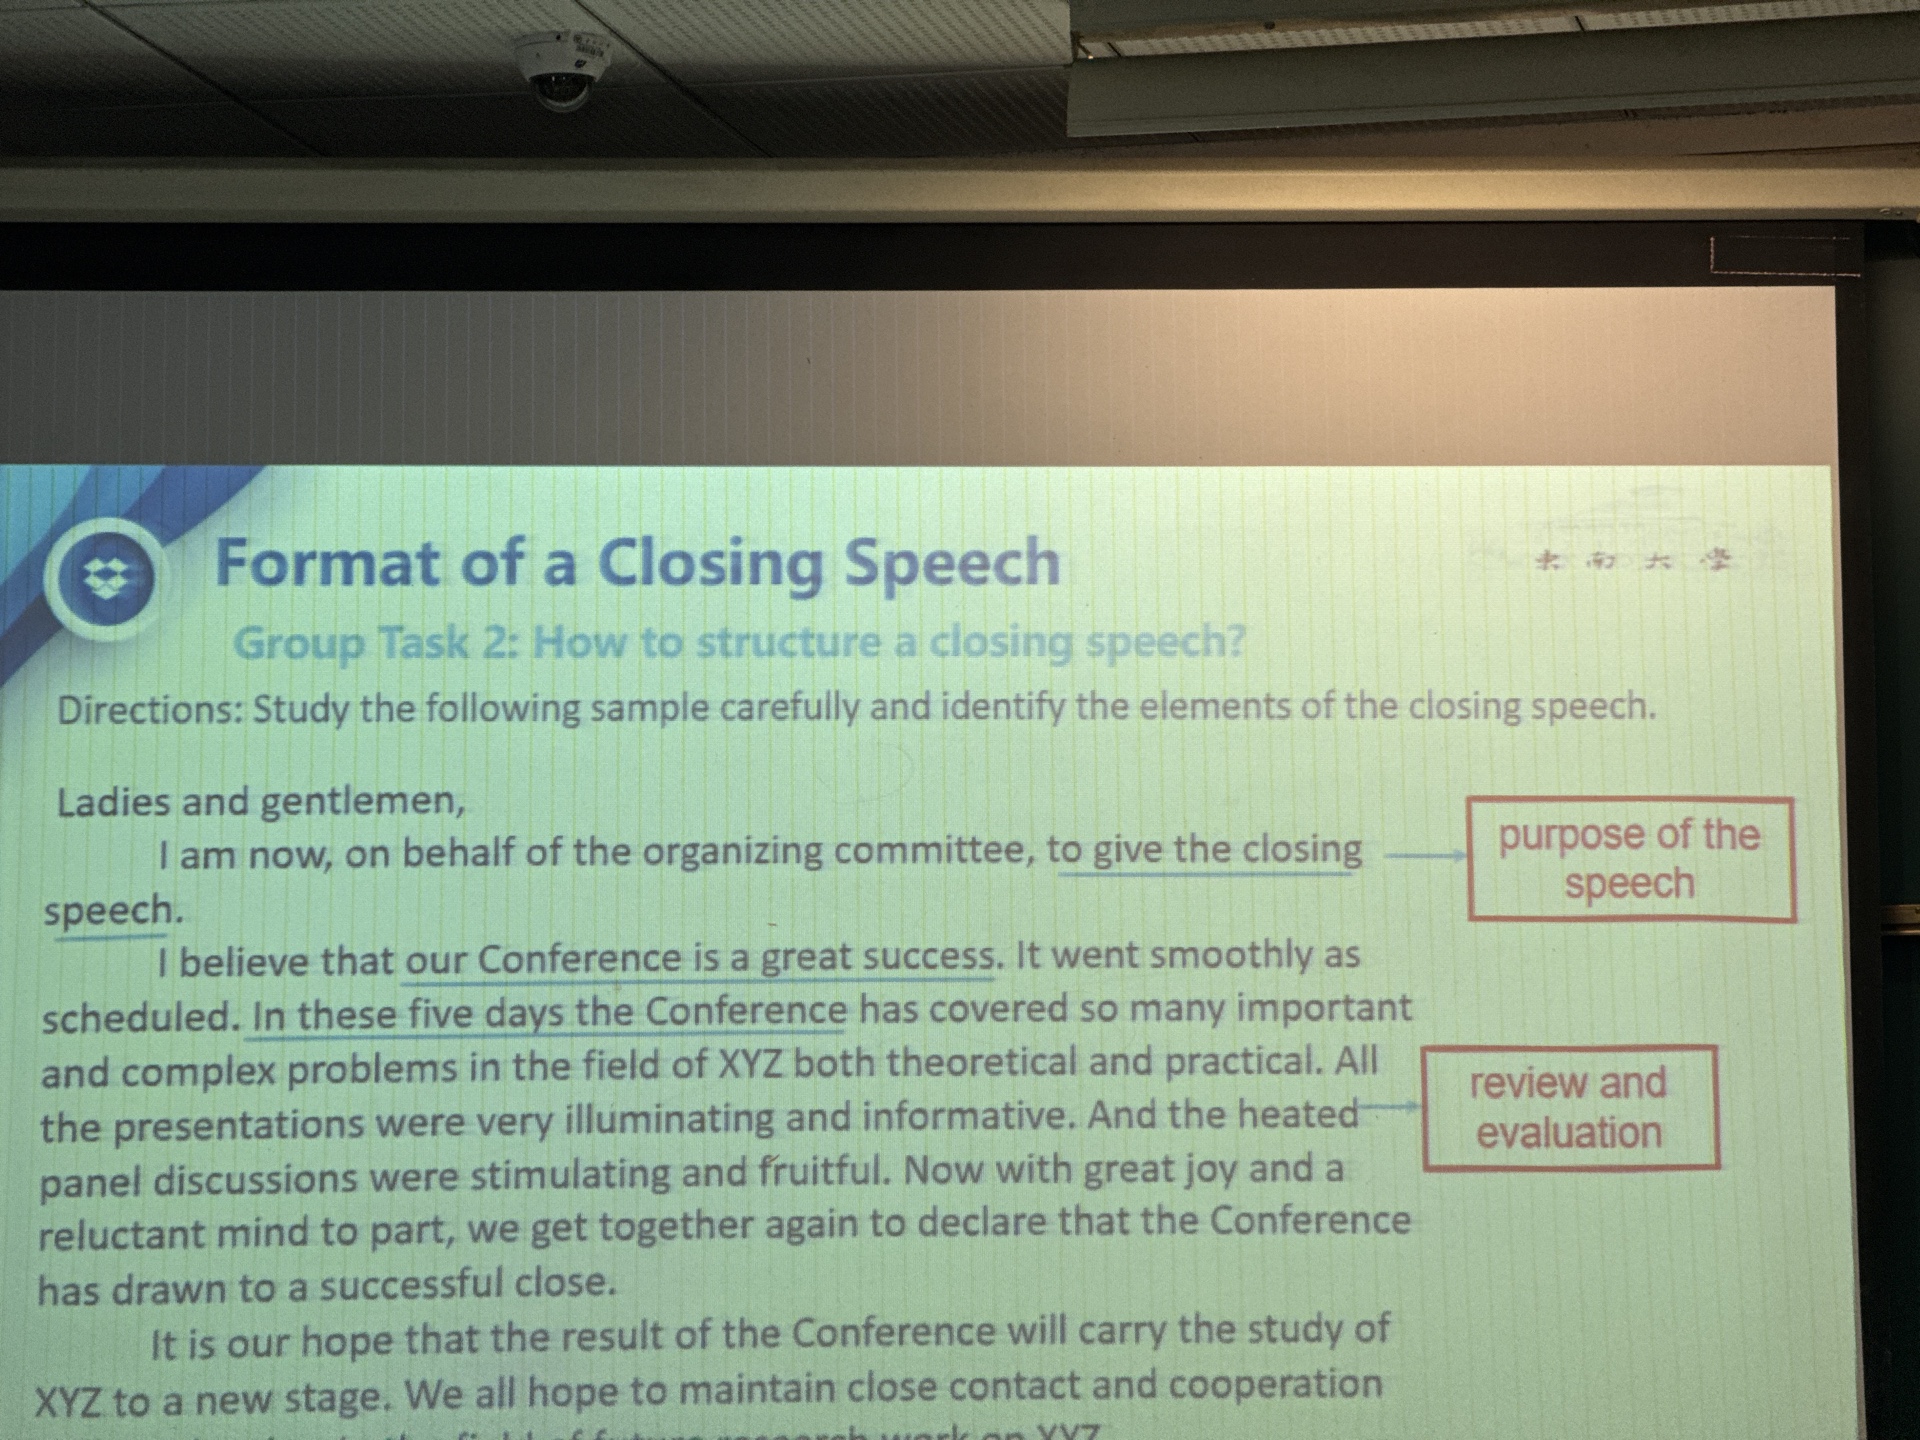 东南大学
Format of a Closing Speech
Group Task 2: How to structure a closing speech?
Directions: Study the following sample carefully and identify the elements of the closing speech.
Ladies and gentlemen,
I am now, on behalf of the organizing committee, to give the closing
speech.
purpose of the
speech
I believe that our Conference is a great success. It went smoothly as
scheduled. In these five days the Conference has covered so many important
and complex problems in the field of XYZ both theoretical and practical. All
the presentations were very illuminating and informative. And the heated
panel discussions were stimulating and fruitful. Now with great joy and a
reluctant mind to part, we get together again to declare that the Conference
has drawn to a successful close.
review and
evaluation
It is our hope that the result of the Conference will carry the study of
XYZ to a new stage. We all hope to maintain close contact and cooperation
field of future research work on XYZ